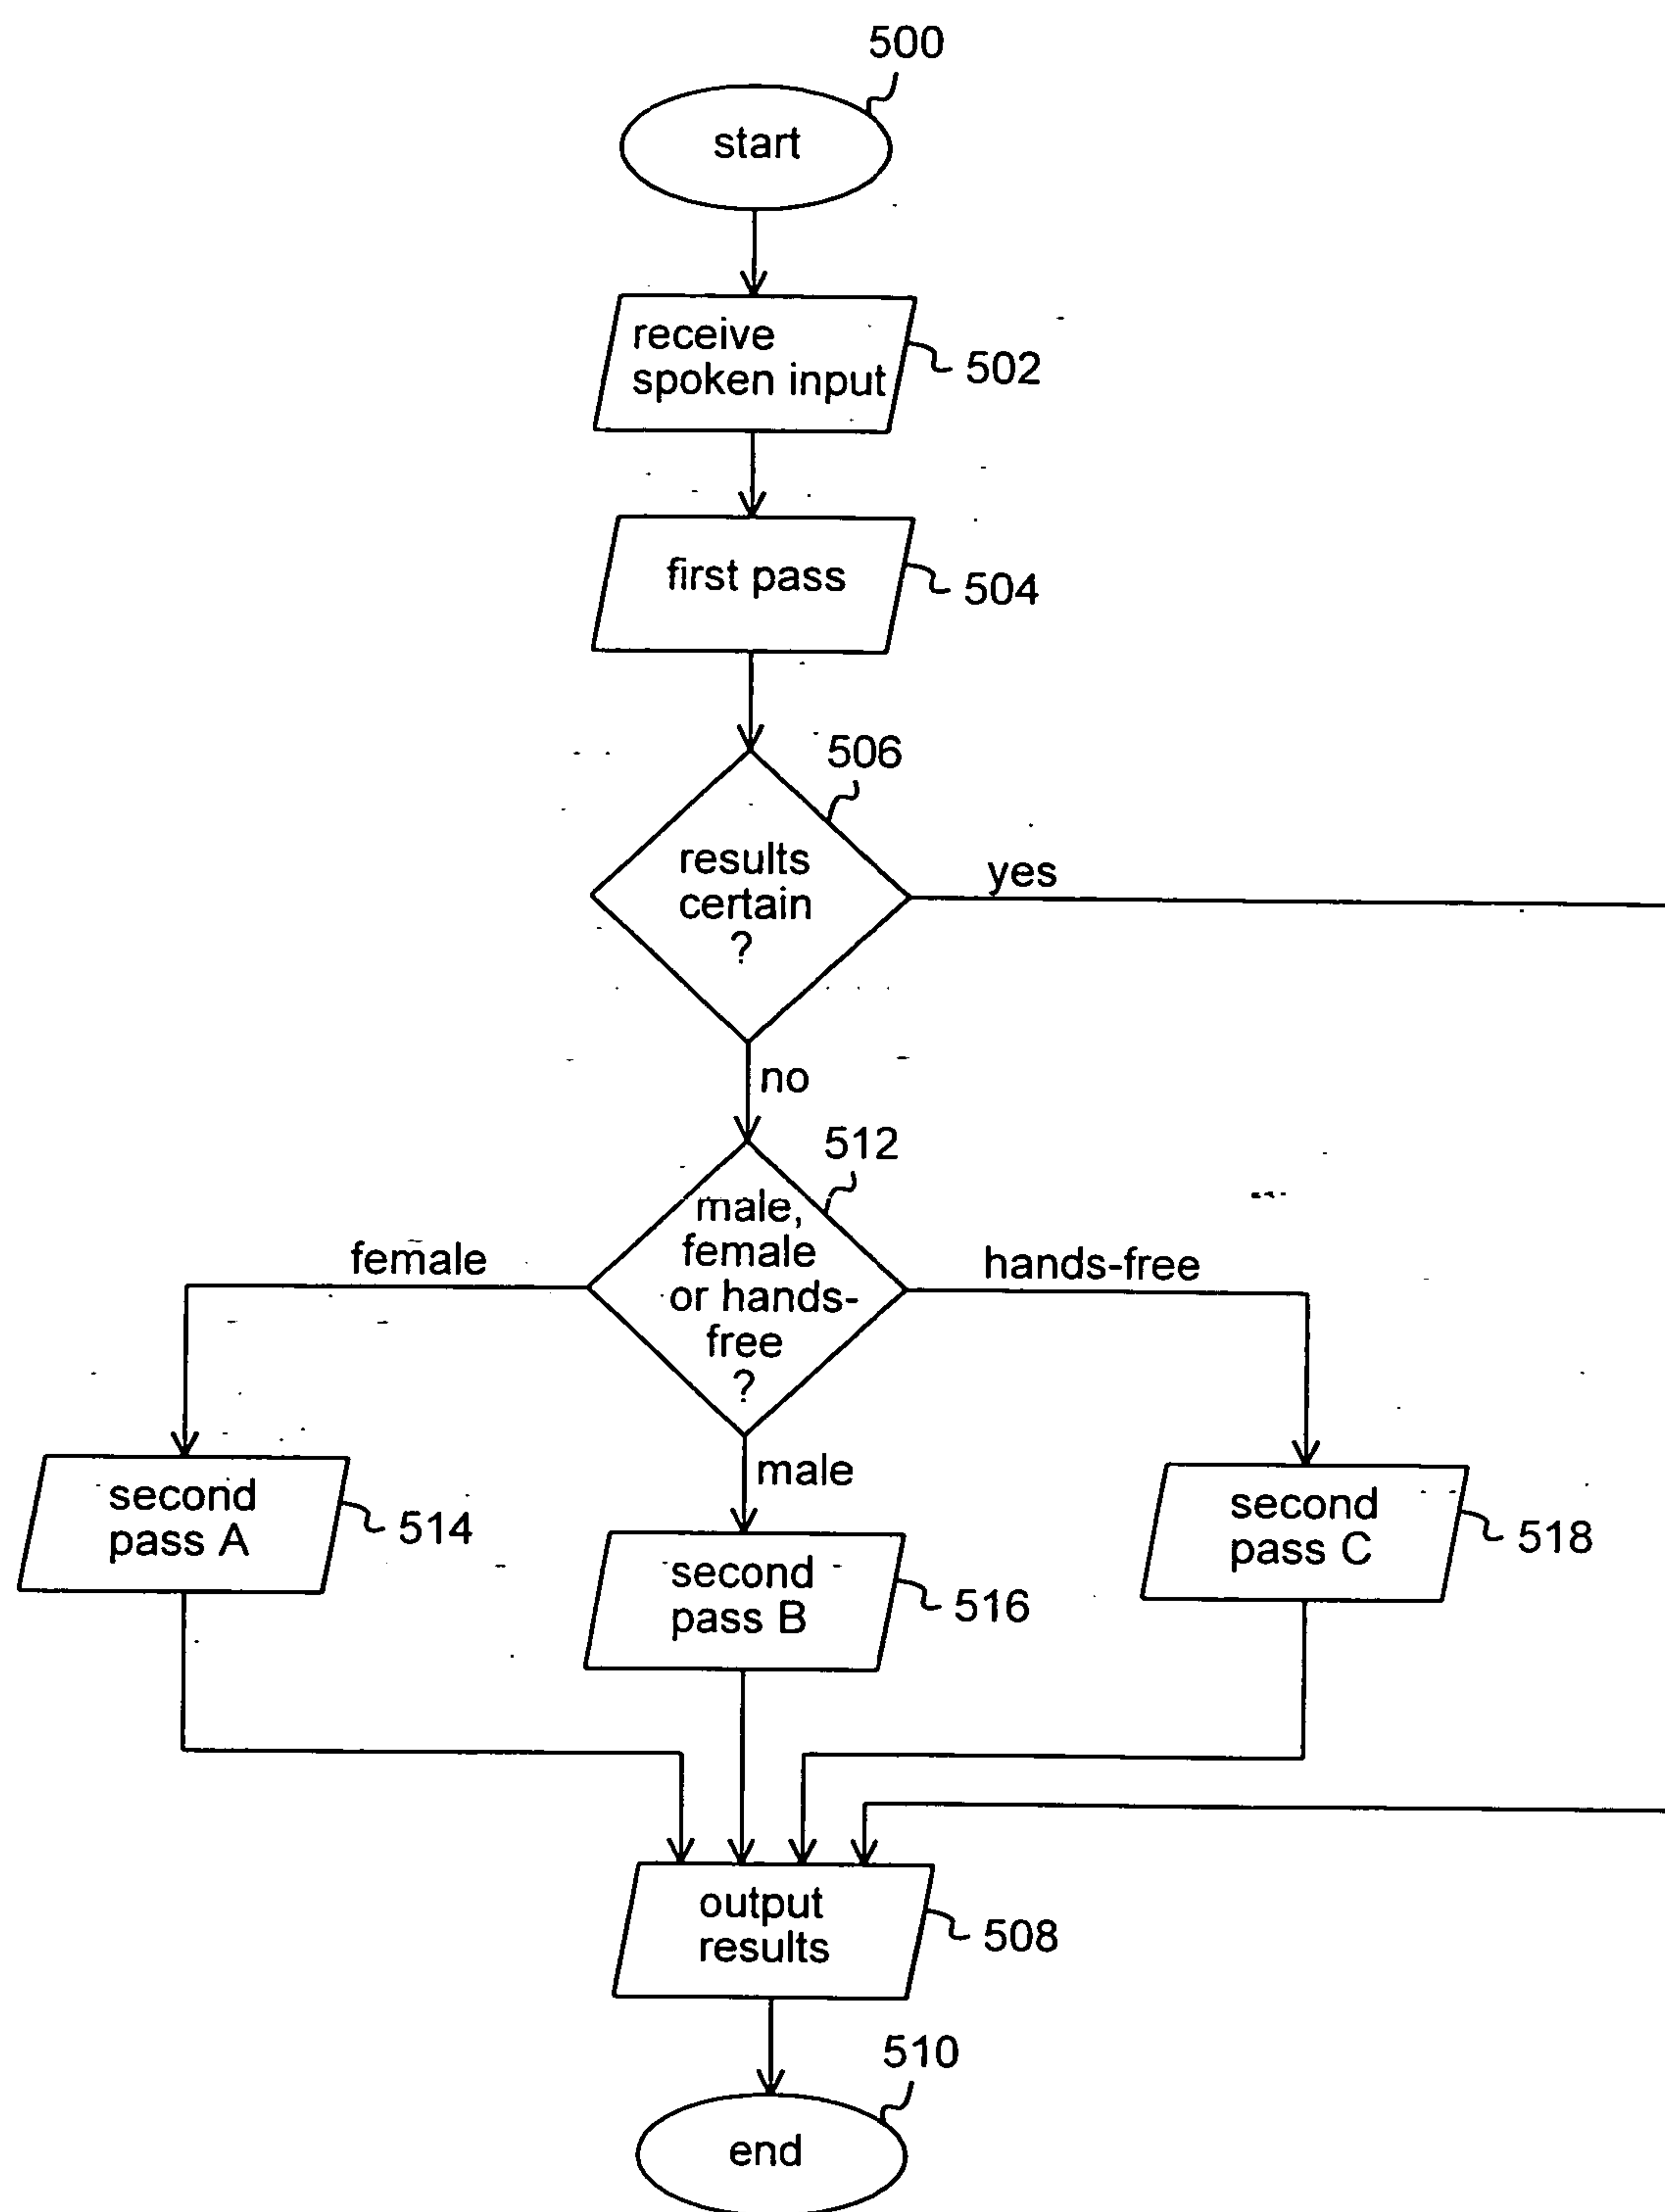 500
start
receive
spoken input
502
first pass
504
506
results
certain
?
yes
no
512
male,
female
or hands-
free
?
female
hands-free
male
second
pass A
514
second
pass B
516
second
pass C
518
output
results
508
510
end